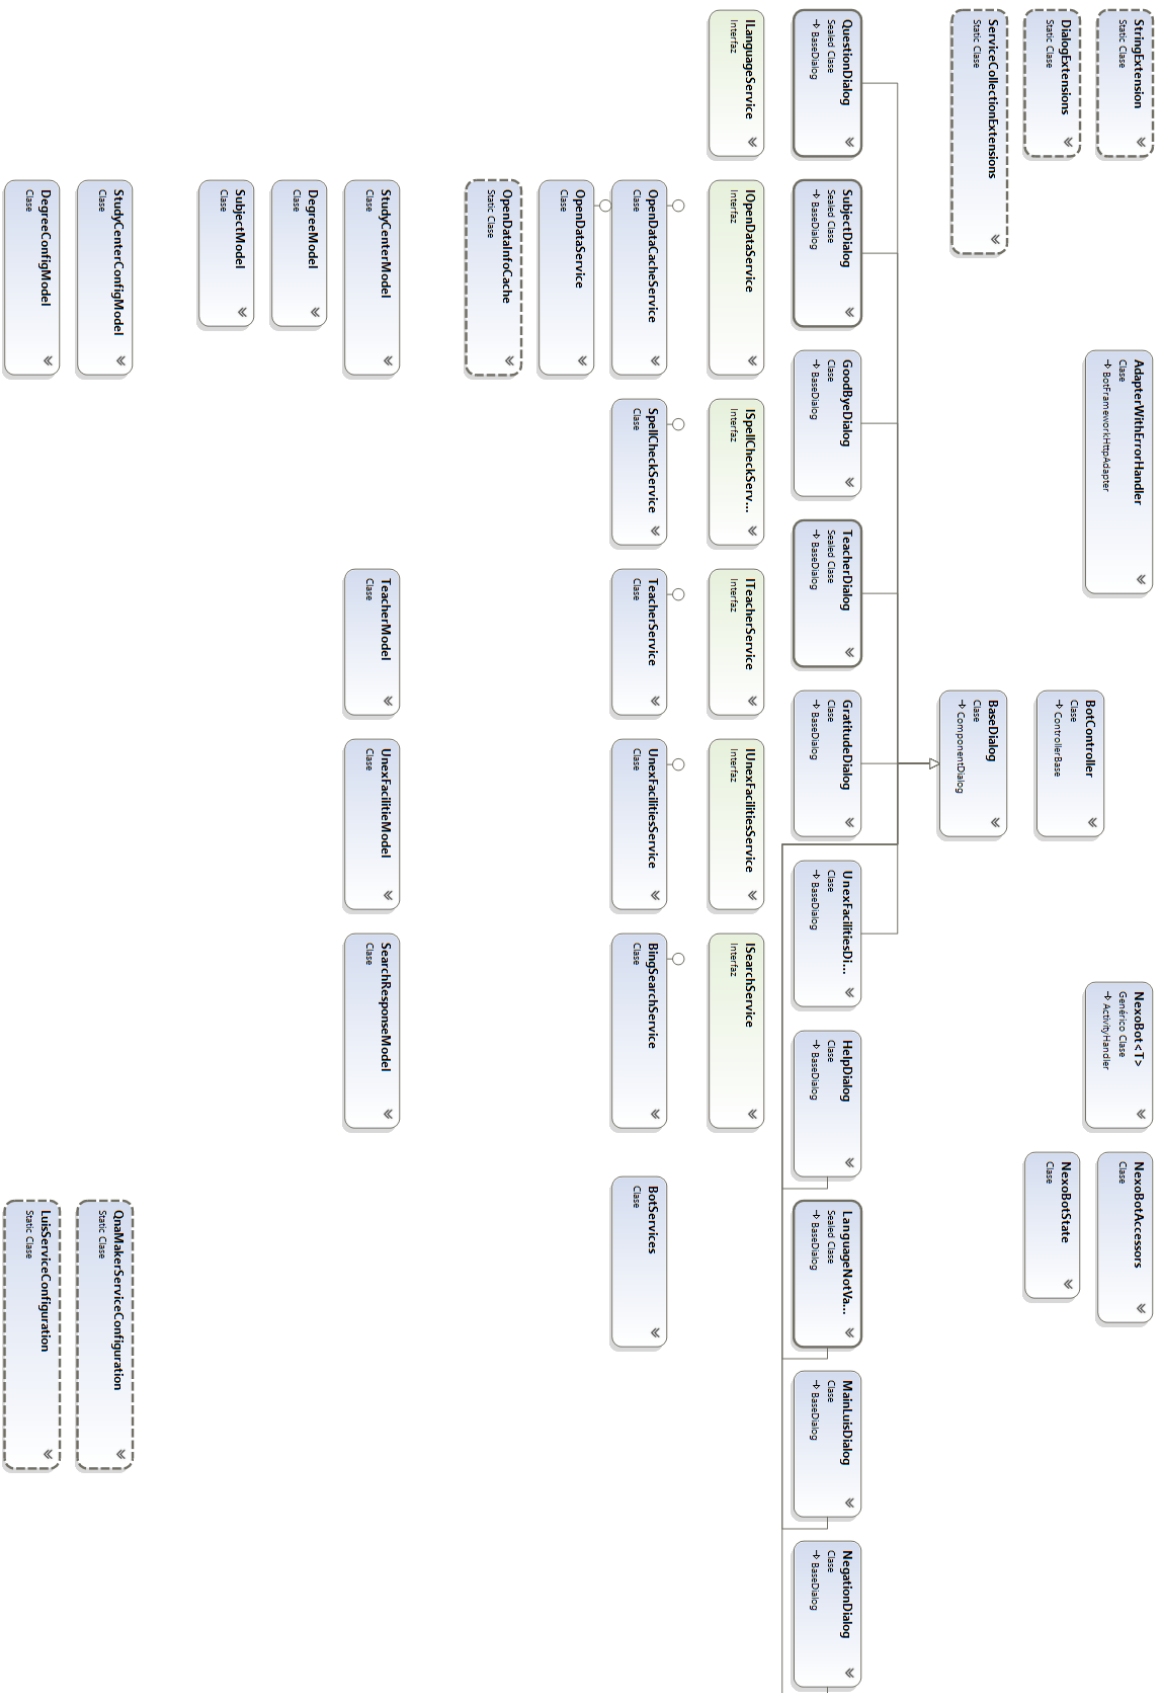 StringExtension
Static Clase
DialogExtensions
Static Clase
ServiceCollectionExtensions
Static Clase
AdapterWithErrorHandler
Clase
BotFrameworkHttpAdapter
BotController
Clase
ControllerBase
BaseDialog
Clase
ComponentDialog
NexoBot<T>
Genérico Clase
ActivityHandler
NexoBotAccessors
Clase
NexoBotState
Clase
QuestionDialog
Sealed Clase
BaseDialog
SubjectDialog
Sealed Clase
BaseDialog
GoodByeDialog
Clase
BaseDialog
TeacherDialog
Sealed Clase
BaseDialog
GratitudeDialog
Clase
BaseDialog
UnexFacilitiesDi...
Clase
BaseDialog
HelpDialog
Clase
BaseDialog
LanguageNotVa...
Sealed Clase
BaseDialog
MainLuisDialog
Clase
BaseDialog
NegationDialog
Clase
BaseDialog
ILanguageService
Interfaz
IOpenDataService
Interfaz
ISpellCheckServ...
Interfaz
ITeacherService
Interfaz
IUnexFacilitiesService
Interfaz
ISearchService
Interfaz
OpenDataCacheService
Clase
SpellCheckService
Clase
TeacherService
Clase
UnexFacilitiesService
Clase
BingSearchService
Clase
BotServices
Clase
OpenDataService
Clase
OpenDataInfoCache
Static Clase
StudyCenterModel
Clase
TeacherModel
Clase
UnexFacilitieModel
Clase
SearchResponseModel
Clase
DegreeModel
Clase
SubjectModel
Clase
StudyCenterConfigModel
Clase
QnaMakerServiceConfiguration
Static Clase
DegreeConfigModel
Clase
LuisServiceConfiguration
Static Clase